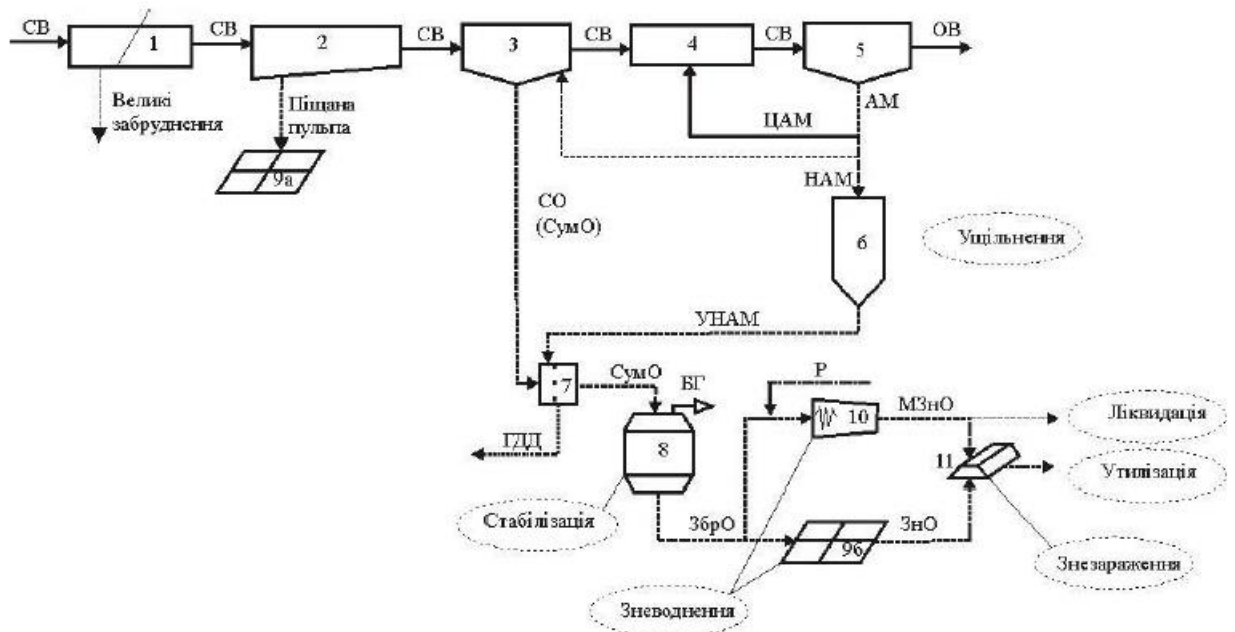 СВ
1
СВ
2
СВ
3
СВ
4
СВ
5
ОВ
Великі
забруднення
Піщана
пульпа
9а
АМ
ЦАМ
НАМ
СО
(СумО)
6
Ущільнення
УНАМ
7
СумО
БГ
Р
10
МЗнО
Ліквидація
ГДД
8
11
Утилізація
Стабілізація
ЗбрО
9б
ЗнО
Знезараження
Зневоднення